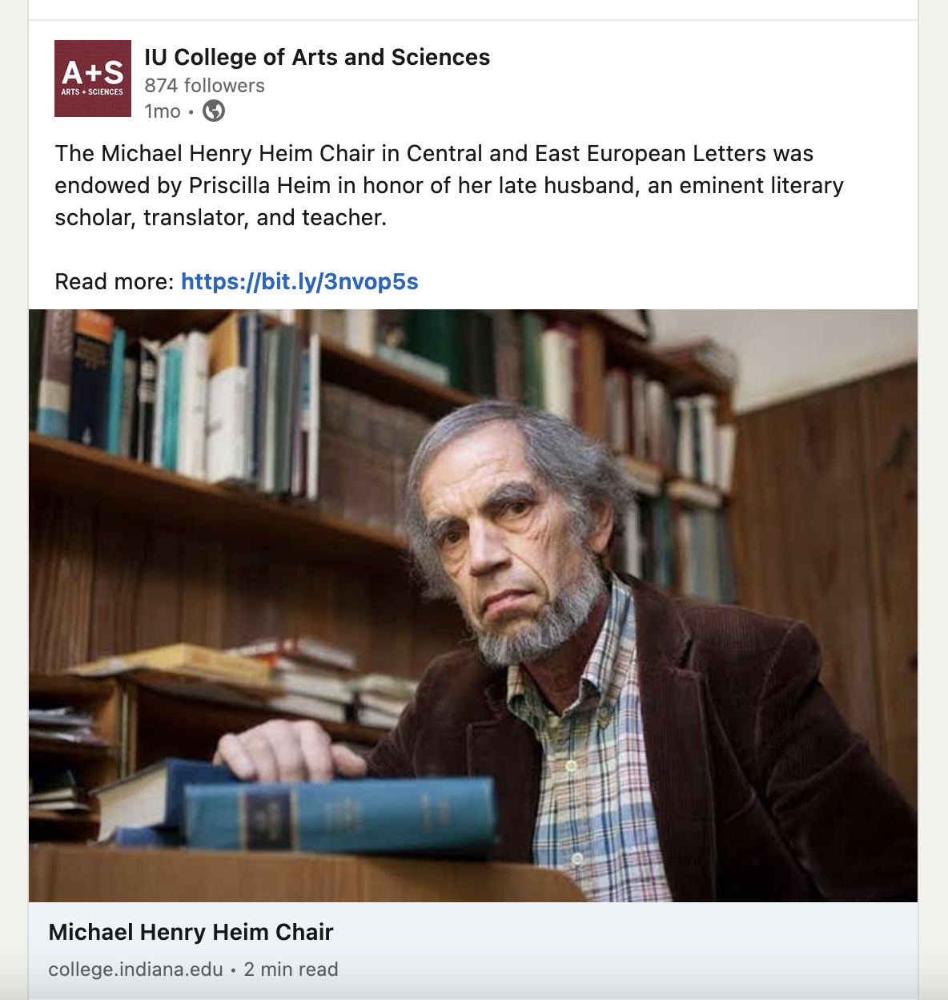 A+S
ARTS + SCIENCES
IU College of Arts and Sciences
874 followers
1mo •
The Michael Henry Heim Chair in Central and East European Letters was
endowed by Priscilla Heim in honor of her late husband, an eminent literary
scholar, translator, and teacher.
Read more: https://bit.ly/3nvop5s
Michael Henry Heim Chair
college.indiana.edu • 2 min read